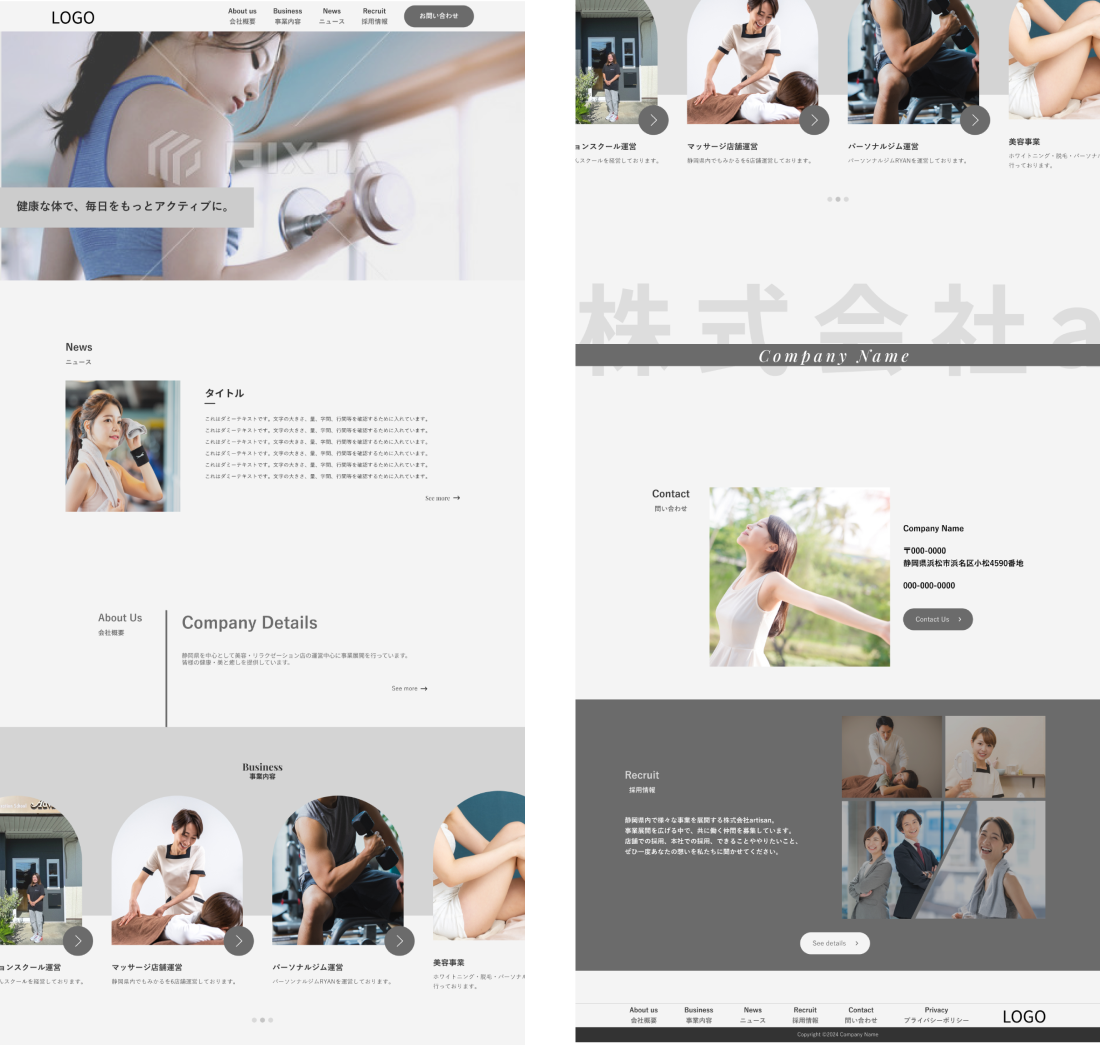 LOGO
About us
会社概要
Business
事業内容
News
ニュース
Recruit
採用情報
お問い合わせ
PIXTA
健康な体で、毎日をもっとアクティブに。
News
ニュース
タイトル
これはダミーテキストです。文字の大きさ、量、字間、行間等を確認するために入れています。
これはダミーテキストです。文字の大きさ、量、字間、行間等を確認するために入れています。
これはダミーテキストです。文字の大きさ、量、字間、行間等を確認するために入れています。
これはダミーテキストです。文字の大きさ、量、字間、行間等を確認するために入れています。
これはダミーテキストです。文字の大きさ、量、字間、行間等を確認するために入れています。
これはダミーテキストです。文字の大きさ、量、字間、行間等を確認するために入れています。
See more
About Us
会社概要
Company Details
静岡県を中心として美容・リラクゼーション店の運営中心に事業展開を行っています。
皆様の健康・美と癒しを提供しています。
See more
Business
事業内容
ョンスクール運営
スクールを経営しております。
マッサージ店舗運営
静岡県内でもみかるを6店舗運営しております。
パーソナルジム運営
パーソンナルジムRYANを運営しております。
美容事業
ホワイトニング・脱毛・パーソナ
行っております。
ョンスクール運営
スクールを経営しております。
マッサージ店舗運営
静岡県内でもみかるを6店舗運営しております。
パーソナルジム運営
パーソンナルジムRYANを運営しております。
美容事業
ホワイトニング・脱毛・パーソナ
行っております。
株式会社a
Company Name
Contact
問い合わせ
Company Name
〒000-0000
静岡県浜松市浜名区小松4590番地
000-000-0000
Contact Us
Recruit
採用情報
静岡県内で様々な事業を展開する株式会社artisan。
事業展開を広げる中で、共に働く仲間を募集しています。
店舗での採用、本社での採用、できることややりたいこと、
ぜひ一度あなたの想いを私たちに聞かせてください。
See details
About us
会社概要
Business
事業内容
News
ニュース
Recruit
採用情報
Contact
問い合わせ
Privacy
プライバシーポリシー
LOGO
Copyright ©2024 Company Name